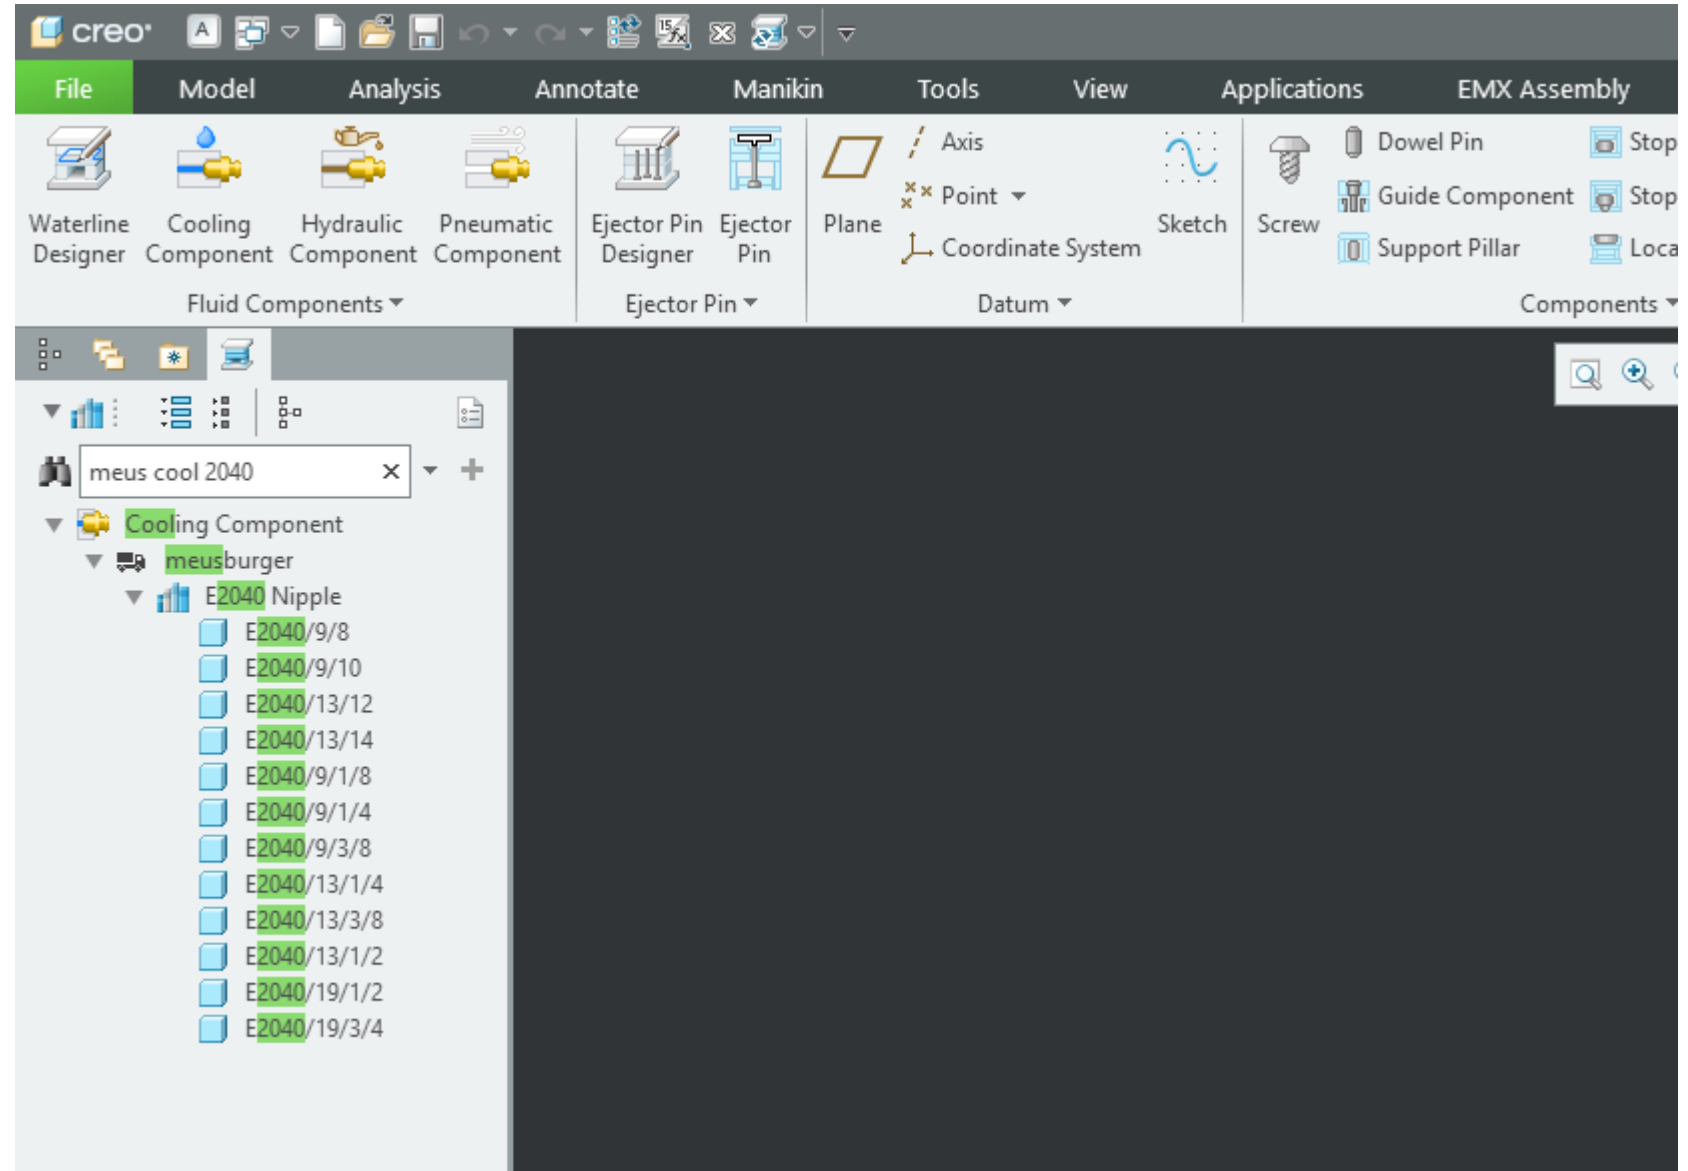 creo
File Model Analysis Annotate Manikin Tools View Applications EMX Assembly
Waterline Designer
Cooling Component
Hydraulic Component
Pneumatic Component
Fluid Components
Ejector Pin Designer
Ejector Pin
Ejector Pin
Plane
Axis
Point
Coordinate System
Sketch
Datum
Screw
Dowel Pin
Guide Component
Support Pillar
Stop
Stop
Loca
Components
meus cool 2040
Cooling Component
meusburger
E2040 Nipple
E2040/9/8
E2040/9/10
E2040/13/12
E2040/13/14
E2040/9/1/8
E2040/9/1/4
E2040/9/3/8
E2040/13/1/4
E2040/13/3/8
E2040/13/1/2
E2040/19/1/2
E2040/19/3/4